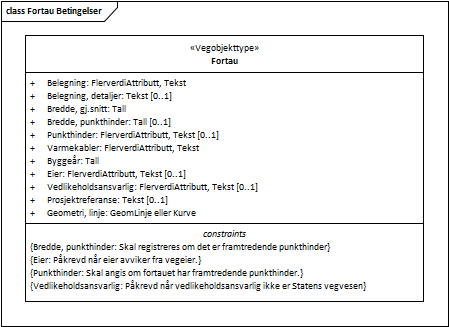 class Fortau Betingelser
«Vegobjekttype»
Fortau
+ Belegning: FlerverdiAttributt, Tekst
+ Belegning, detaljer: Tekst [0..1]
+ Bredde, gj.snitt: Tall
+ Bredde, punkthinder: Tall [0..1]
+ Punkthinder: FlerverdiAttributt, Tekst [0..1]
+ Varmekabler: FlerverdiAttributt, Tekst
+ Byggeår: Tall
+ Eier: FlerverdiAttributt, Tekst [0..1]
+ Vedlikeholdsansvarlig: FlerverdiAttributt, Tekst [0..1]
+ Prosjektreferanse: Tekst [0..1]
+ Geometri, linje: GeomLinje eller Kurve
constraints
{Bredde, punkthinder: Skal registreres om det er framtredende punkthinder}
{Eier: Påkrevd når eier avviker fra vegeier.}
{Punkthinder: Skal angis om fortauet har framtredende punkthinder.}
{Vedlikeholdsansvarlig: Påkrevd når vedlikeholdsansvarlig ikke er Statens vegvesen}